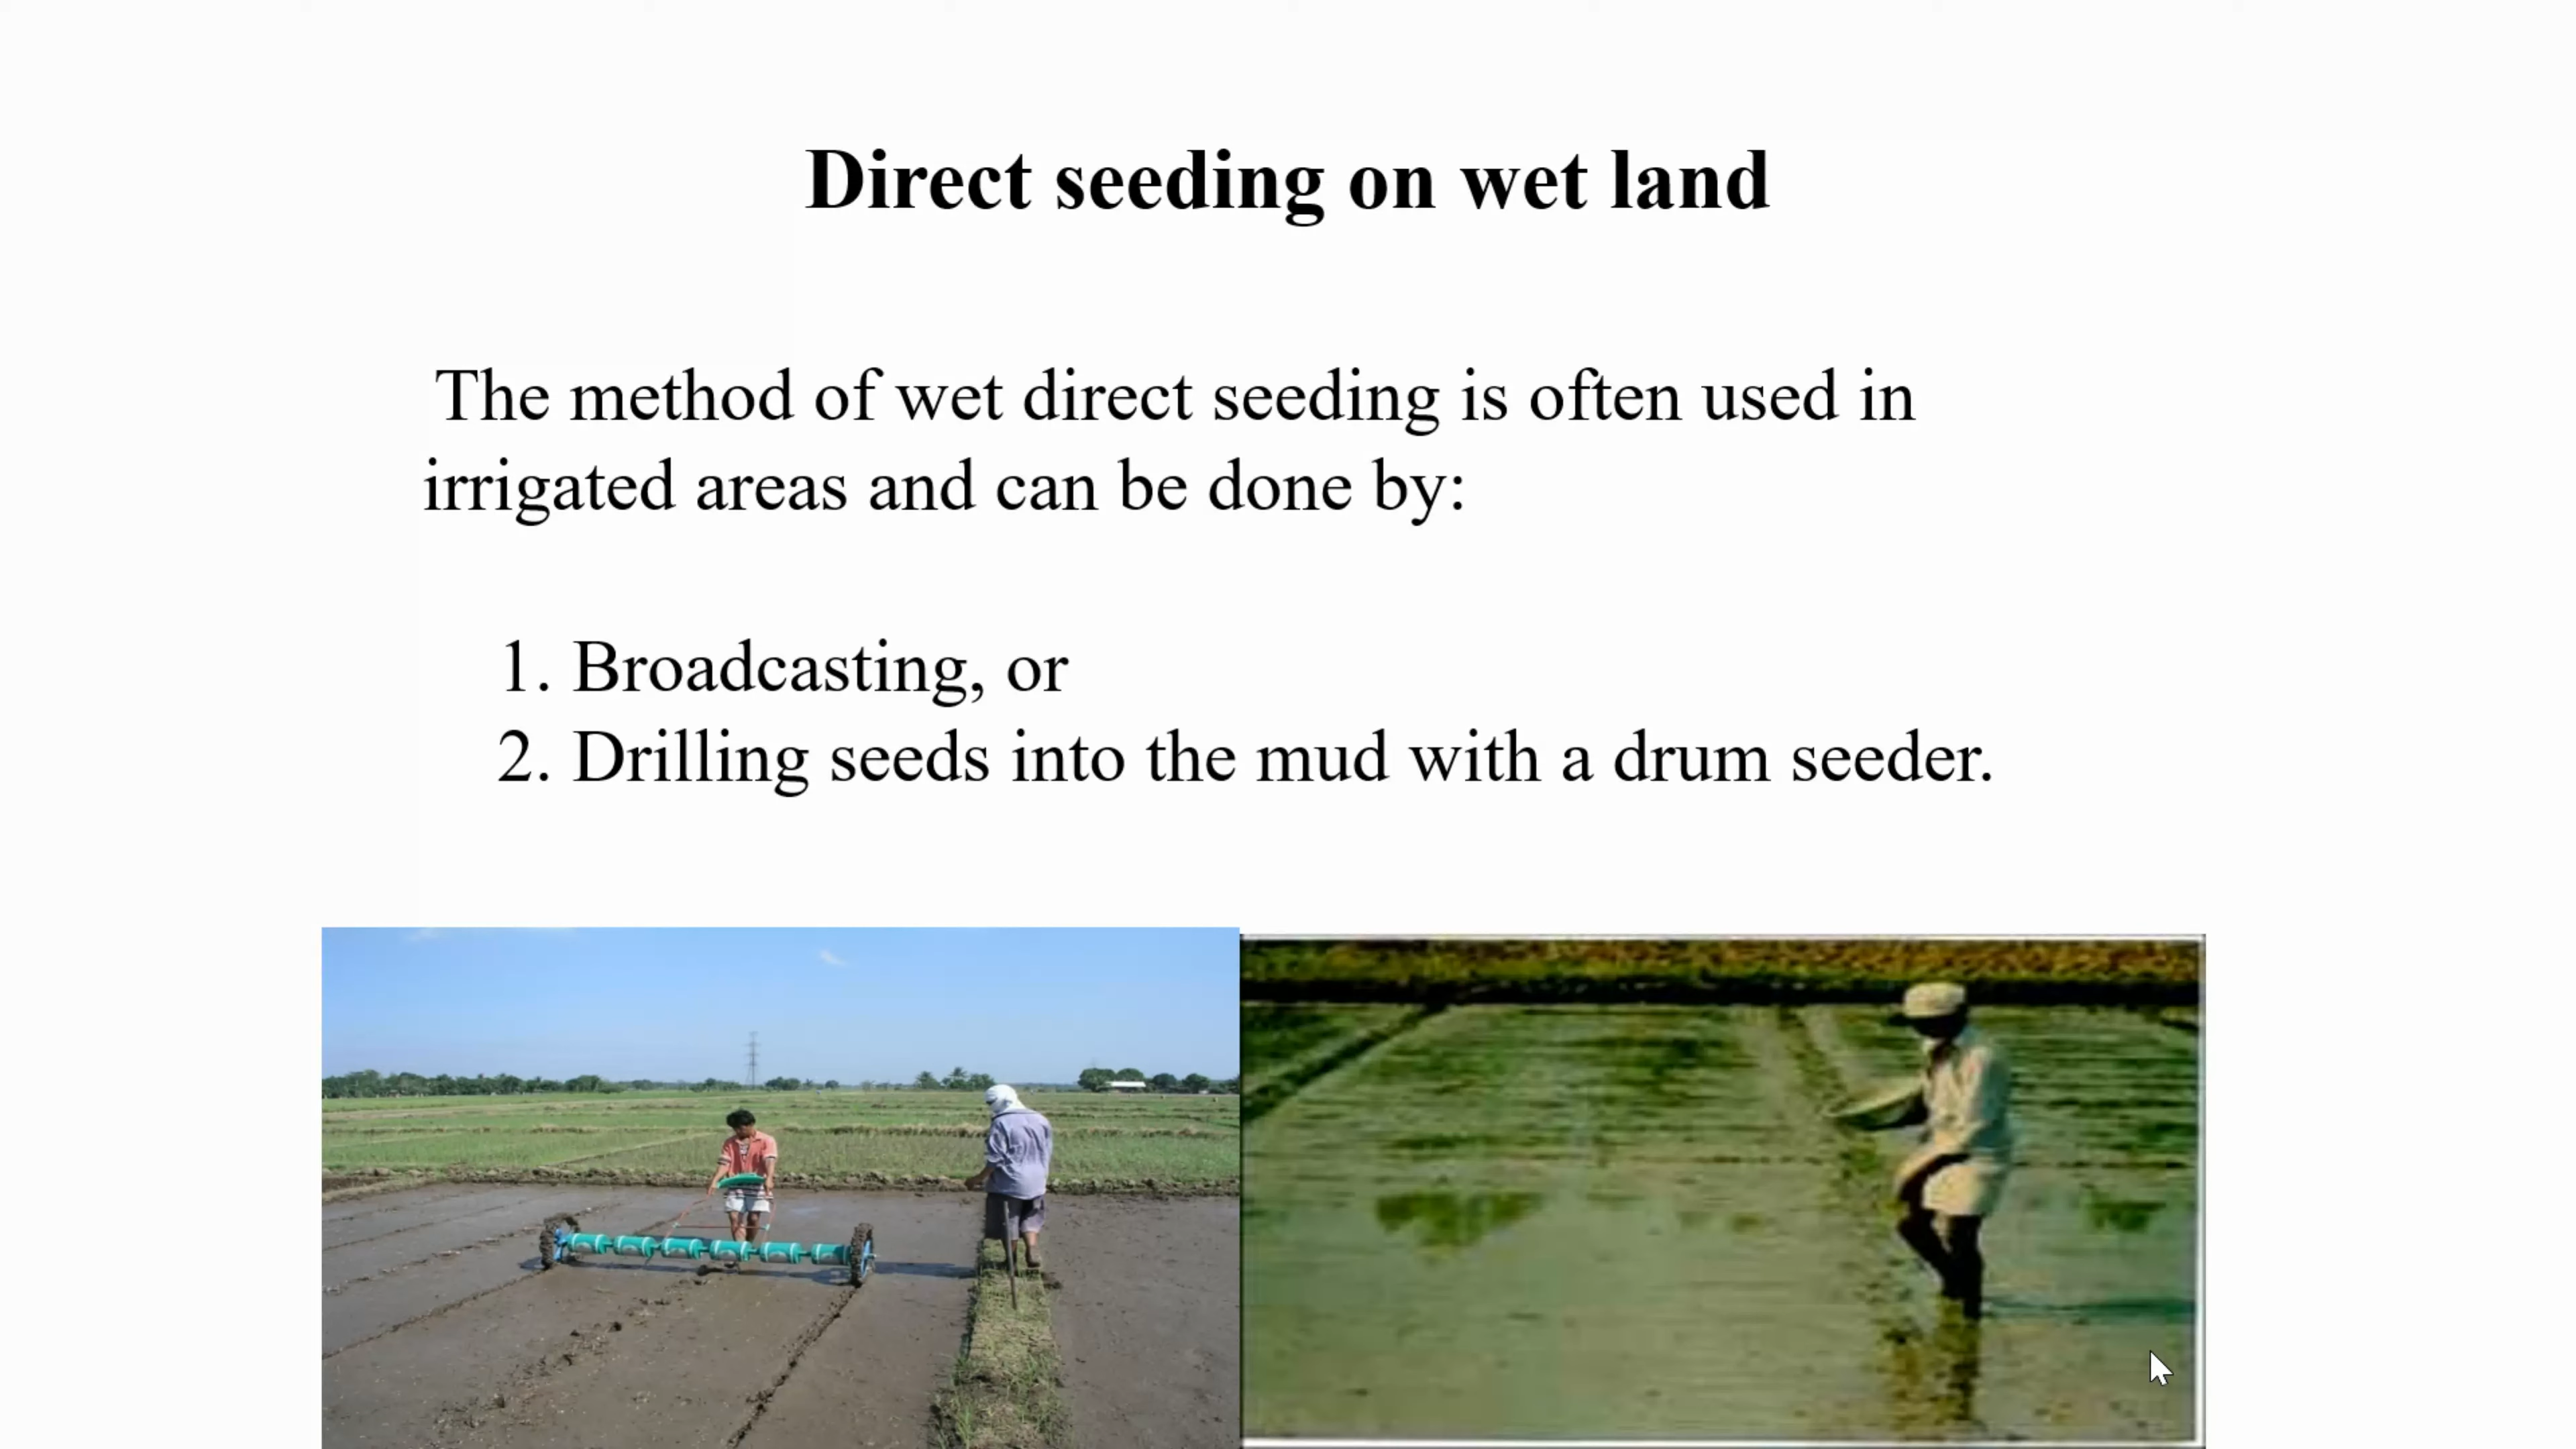 Direct seeding on wet land
The method of wet direct seeding is often used in
irrigated areas and can be done by:
1. Broadcasting, or
2. Drilling seeds into the mud with a drum seeder.